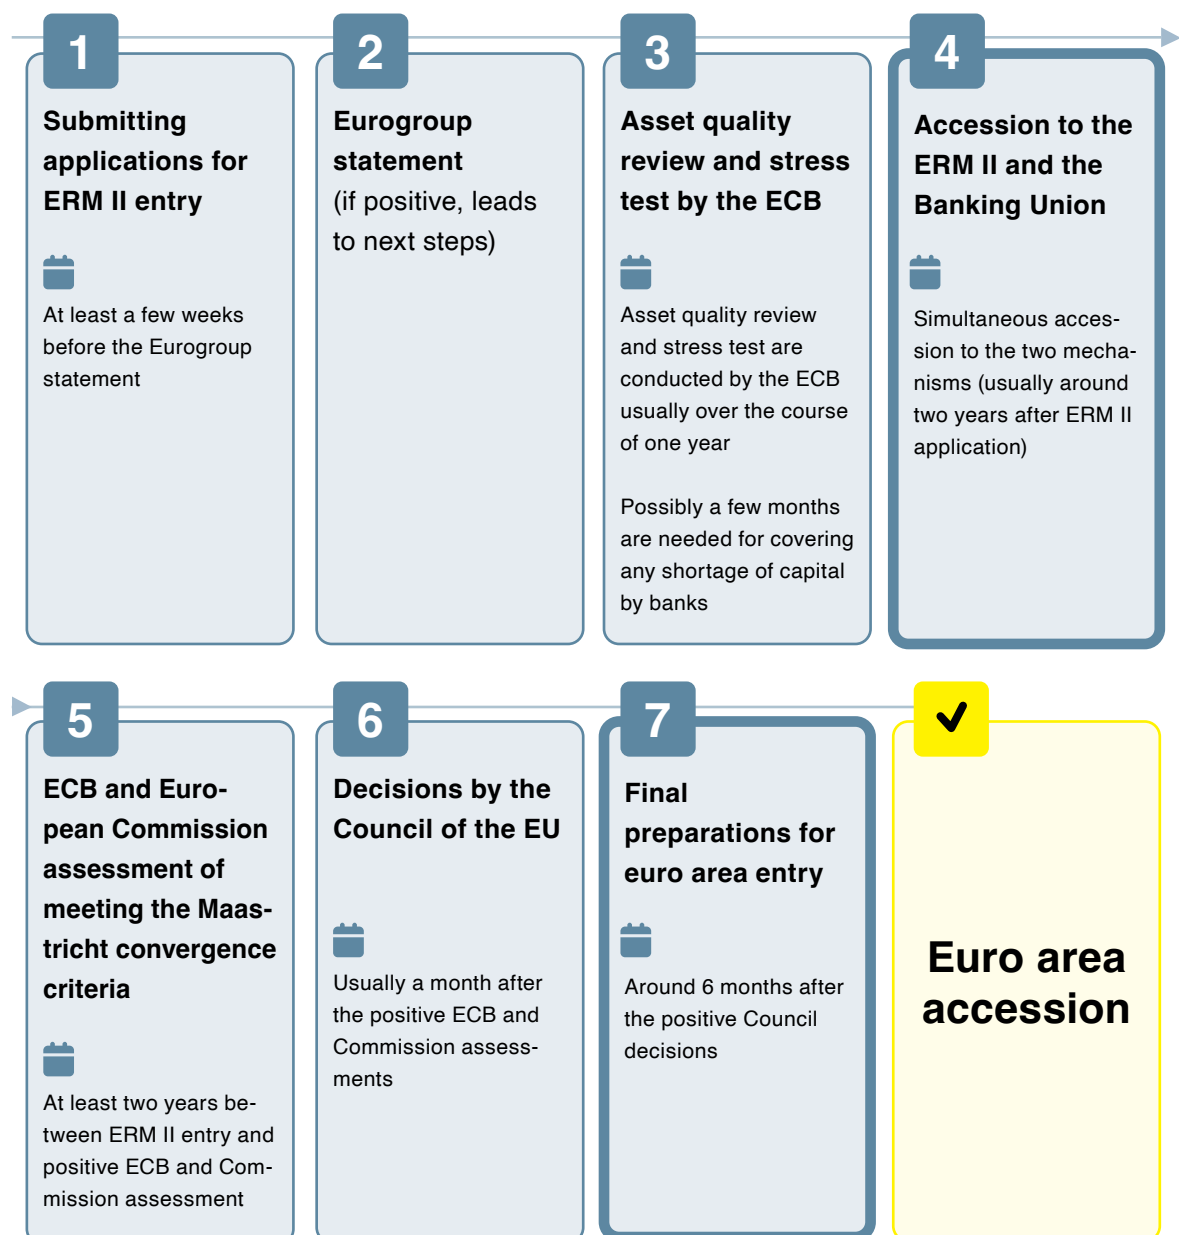 1
Submitting
applications for
ERM II entry
At least a few weeks
before the Eurogroup
statement
2
Eurogroup
statement
(if positive, leads
to next steps)
3
Asset quality
review and stress
test by the ECB
Asset quality review
and stress test are
conducted by the ECB
usually over the course
of one year
Possibly a few months
are needed for covering
any shortage of capital
by banks
4
Accession to the
ERM II and the
Banking Union
Simultaneous acces-
sion to the two mecha-
nisms (usually around
two years after ERM II
application)
5
ECB and Euro-
pean Commission
assessment of
meeting the Maas-
tricht convergence
criteria
At least two years be-
tween ERM II entry and
positive ECB and Com-
mission assessment
6
Decisions by the
Council of the EU
Usually a month after
the positive ECB and
Commission assess-
ments
7
Final
preparations for
euro area entry
Around 6 months after
the positive Council
decisions
Euro area
accession